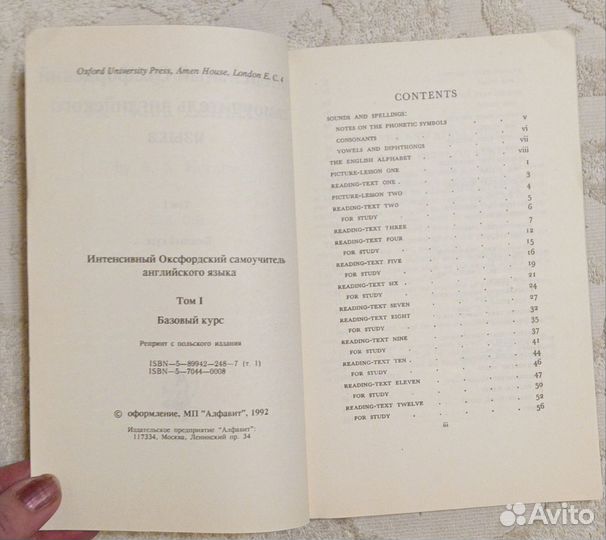 Oxford University Press, Amen House, London E. C. 4
Интенсивный Оксфордский самоучитель
английского языка
Том I
Базовый курс
Репринт с польского издания
ISBN—5—89942—248—7 (т. 1)
ISBN—5—7044—0008
© оформление, МП "Алфавит", 1992
Издательское предприятие "Алфавит":
117334, Москва, Ленинский пр. 34
CONTENTS
SOUNDS AND SPELLINGS:
NOTES ON THE PHONETIC SYMBOLS . . . v
CONSONANTS . . . vi
VOWELS AND DIPHTHONGS . . . vii
THE ENGLISH ALPHABET . . . viii
PICTURE-LESSON ONE . . . 1
READING-TEXT ONE . . . 3
PICTURE-LESSON TWO . . . 4
READING-TEXT TWO . . . 5
FOR STUDY . . . 6
READING-TEXT THREE . . . 7
READING-TEXT FOUR . . . 12
FOR STUDY . . . 15
READING-TEXT FIVE . . . 16
FOR STUDY . . . 19
READING-TEXT SIX . . . 21
FOR STUDY . . . 24
READING-TEXT SEVEN . . . 27
READING-TEXT EIGHT . . . 32
FOR STUDY . . . 35
READING-TEXT NINE . . . 37
FOR STUDY . . . 41
READING-TEXT TEN . . . 44
FOR STUDY . . . 46
READING-TEXT ELEVEN . . . 47
FOR STUDY . . . 50
READING-TEXT TWELVE . . . 52
FOR STUDY . . . 56
iii
Avito